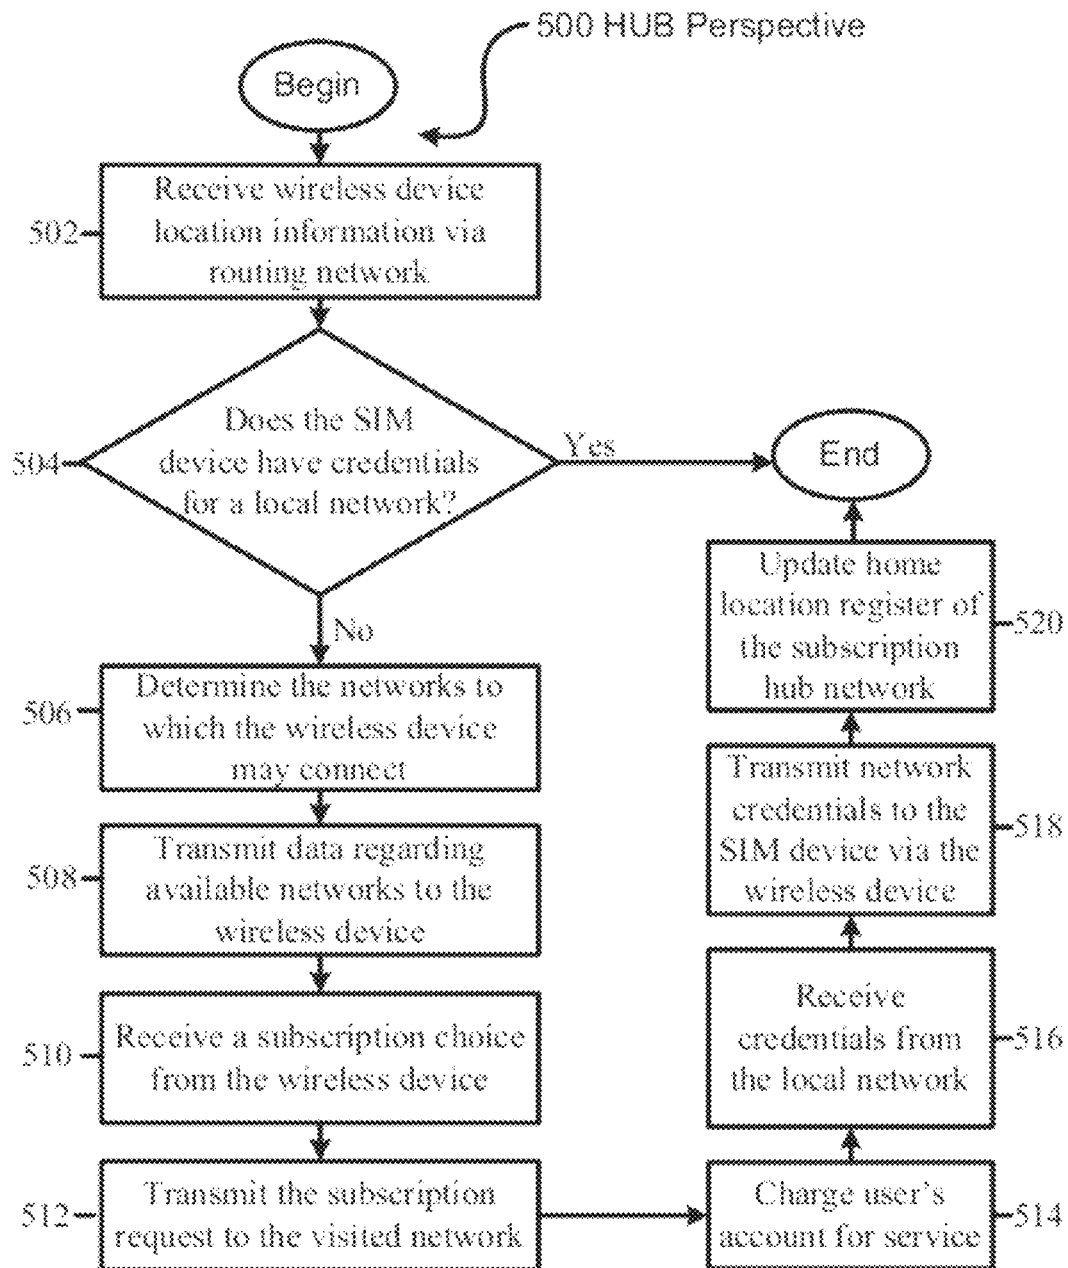 500 HUB Perspective
Begin
502
Receive wireless device
location information via
routing network
504
Does the SIM
device have credentials
for a local network?
Yes
End
No
506
Determine the networks to
which the wireless device
may connect
508
Transmit data regarding
available networks to the
wireless device
510
Receive a subscription choice
from the wireless device
512
Transmit the subscription
request to the visited network
Charge user's
account for service
514
Receive
credentials from
the local network
516
Transmit network
credentials to the
SIM device via the
wireless device
518
Update home
location register of
the subscription
hub network
520